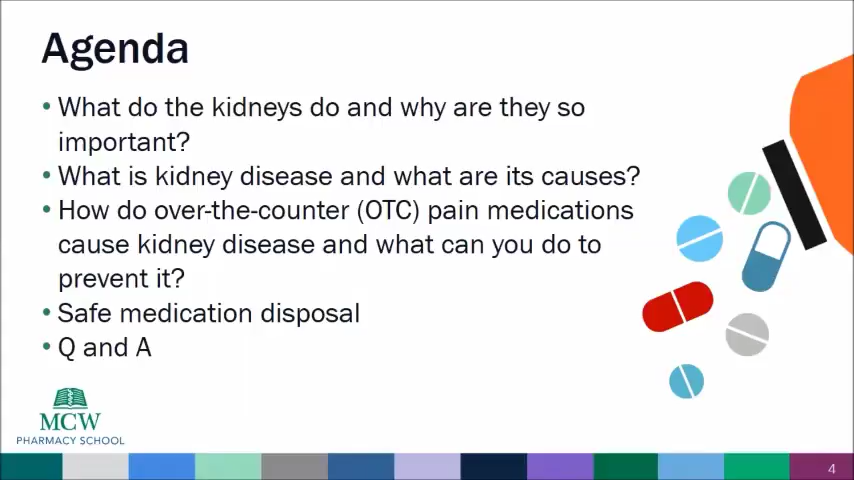 Agenda
• What do the kidneys do and why are they so
important?
• What is kidney disease and what are its causes?
• How do over-the-counter (OTC) pain medications
cause kidney disease and what can you do to
prevent it?
• Safe medication disposal
• Q and A
MCW
PHARMACY SCHOOL
4